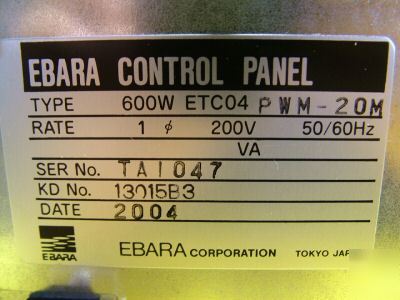 EBARA CONTROL PANEL
TYPE 600W ETC04 PWM-20M
RATE 1 ϕ 200V 50/60Hz
VA
SER No. TA1047
KD No. 13015B3
DATE 2004
EBARA
EBARA CORPORATION TOKYO JAP